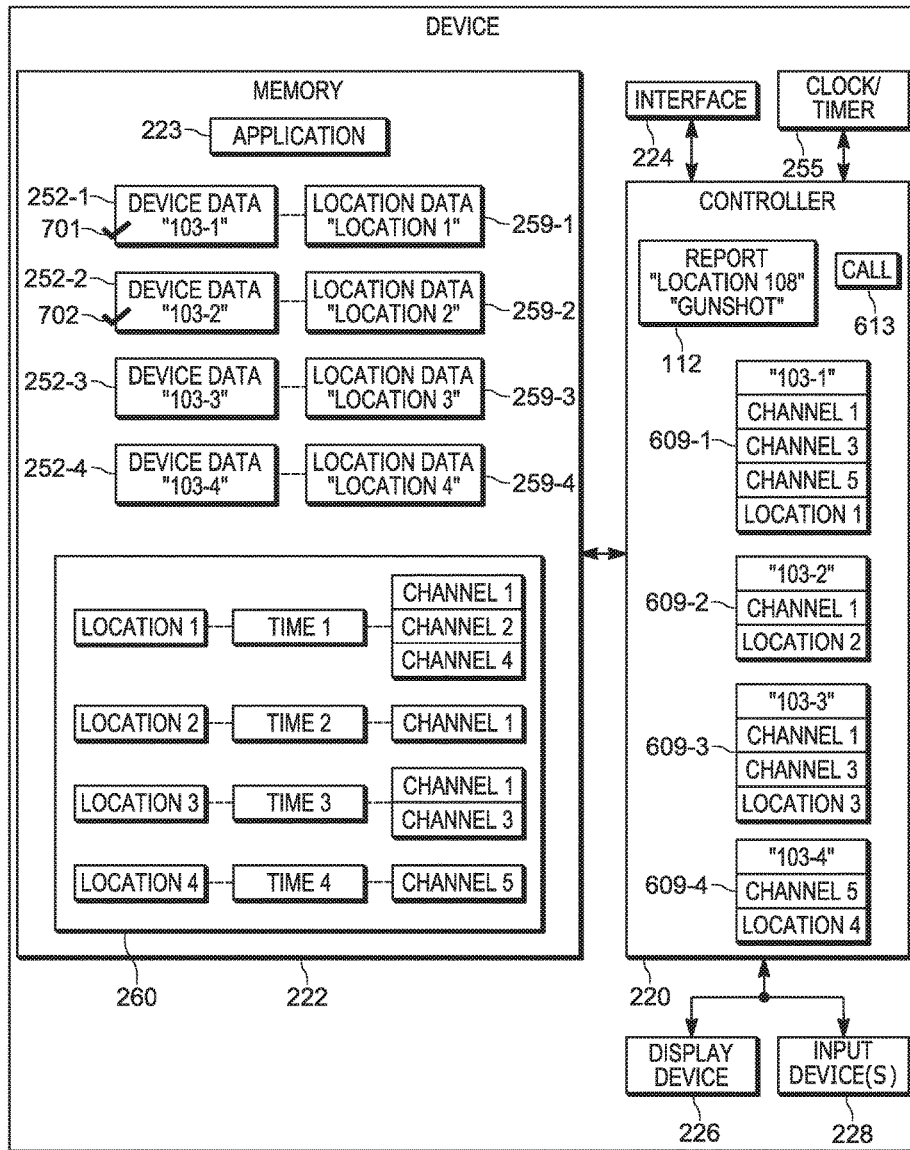 DEVICE
MEMORY
223
APPLICATION
252-1
DEVICE DATA
"103-1"
LOCATION DATA
"LOCATION 1"
259-1
701
252-2
DEVICE DATA
"103-2"
LOCATION DATA
"LOCATION 2"
259-2
702
252-3
DEVICE DATA
"103-3"
LOCATION DATA
"LOCATION 3"
259-3
252-4
DEVICE DATA
"103-4"
LOCATION DATA
"LOCATION 4"
259-4
LOCATION 1
TIME 1
CHANNEL 1
CHANNEL 2
CHANNEL 4
LOCATION 2
TIME 2
CHANNEL 1
LOCATION 3
TIME 3
CHANNEL 1
CHANNEL 3
LOCATION 4
TIME 4
CHANNEL 5
260
222
INTERFACE
224
CLOCK/
TIMER
255
CONTROLLER
REPORT
"LOCATION 108"
"GUNSHOT"
112
CALL
613
609-1
"103-1"
CHANNEL 1
CHANNEL 3
CHANNEL 5
LOCATION 1
609-2
"103-2"
CHANNEL 1
LOCATION 2
609-3
"103-3"
CHANNEL 1
CHANNEL 3
LOCATION 3
609-4
"103-4"
CHANNEL 5
LOCATION 4
220
DISPLAY
DEVICE
226
INPUT
DEVICE(S)
228